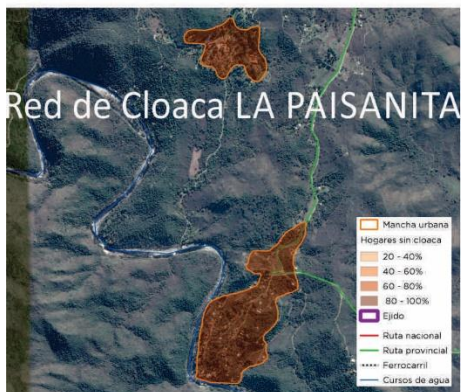 Red de Cloaca LA PAISANITA
Mancha urbana
Hogares sin cloaca
20 - 40%
40 - 60%
60 - 80%
80 - 100%
Ejido
Ruta nacional
Ruta provincial
Ferrocarril
Cursos de agua